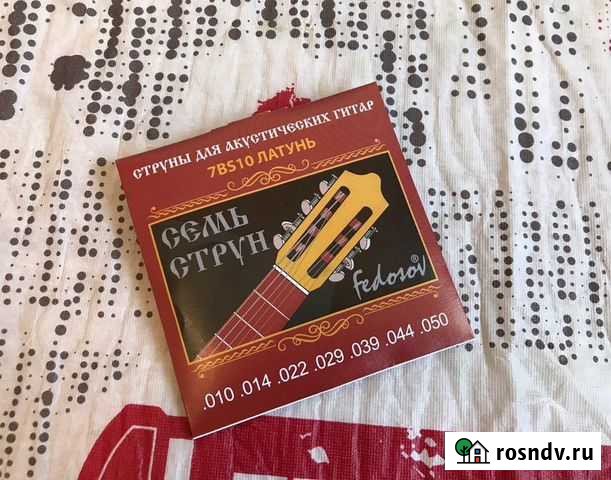 СТРУНЫ ДЛЯ АКУСТИЧЕСКИХ ГИТАР
7BS10 ЛАТУНЬ
СЕМЬ
СТРУН
fedosov®
.010 .014 .022 .029 .039 .044 .050
rosndv.ru